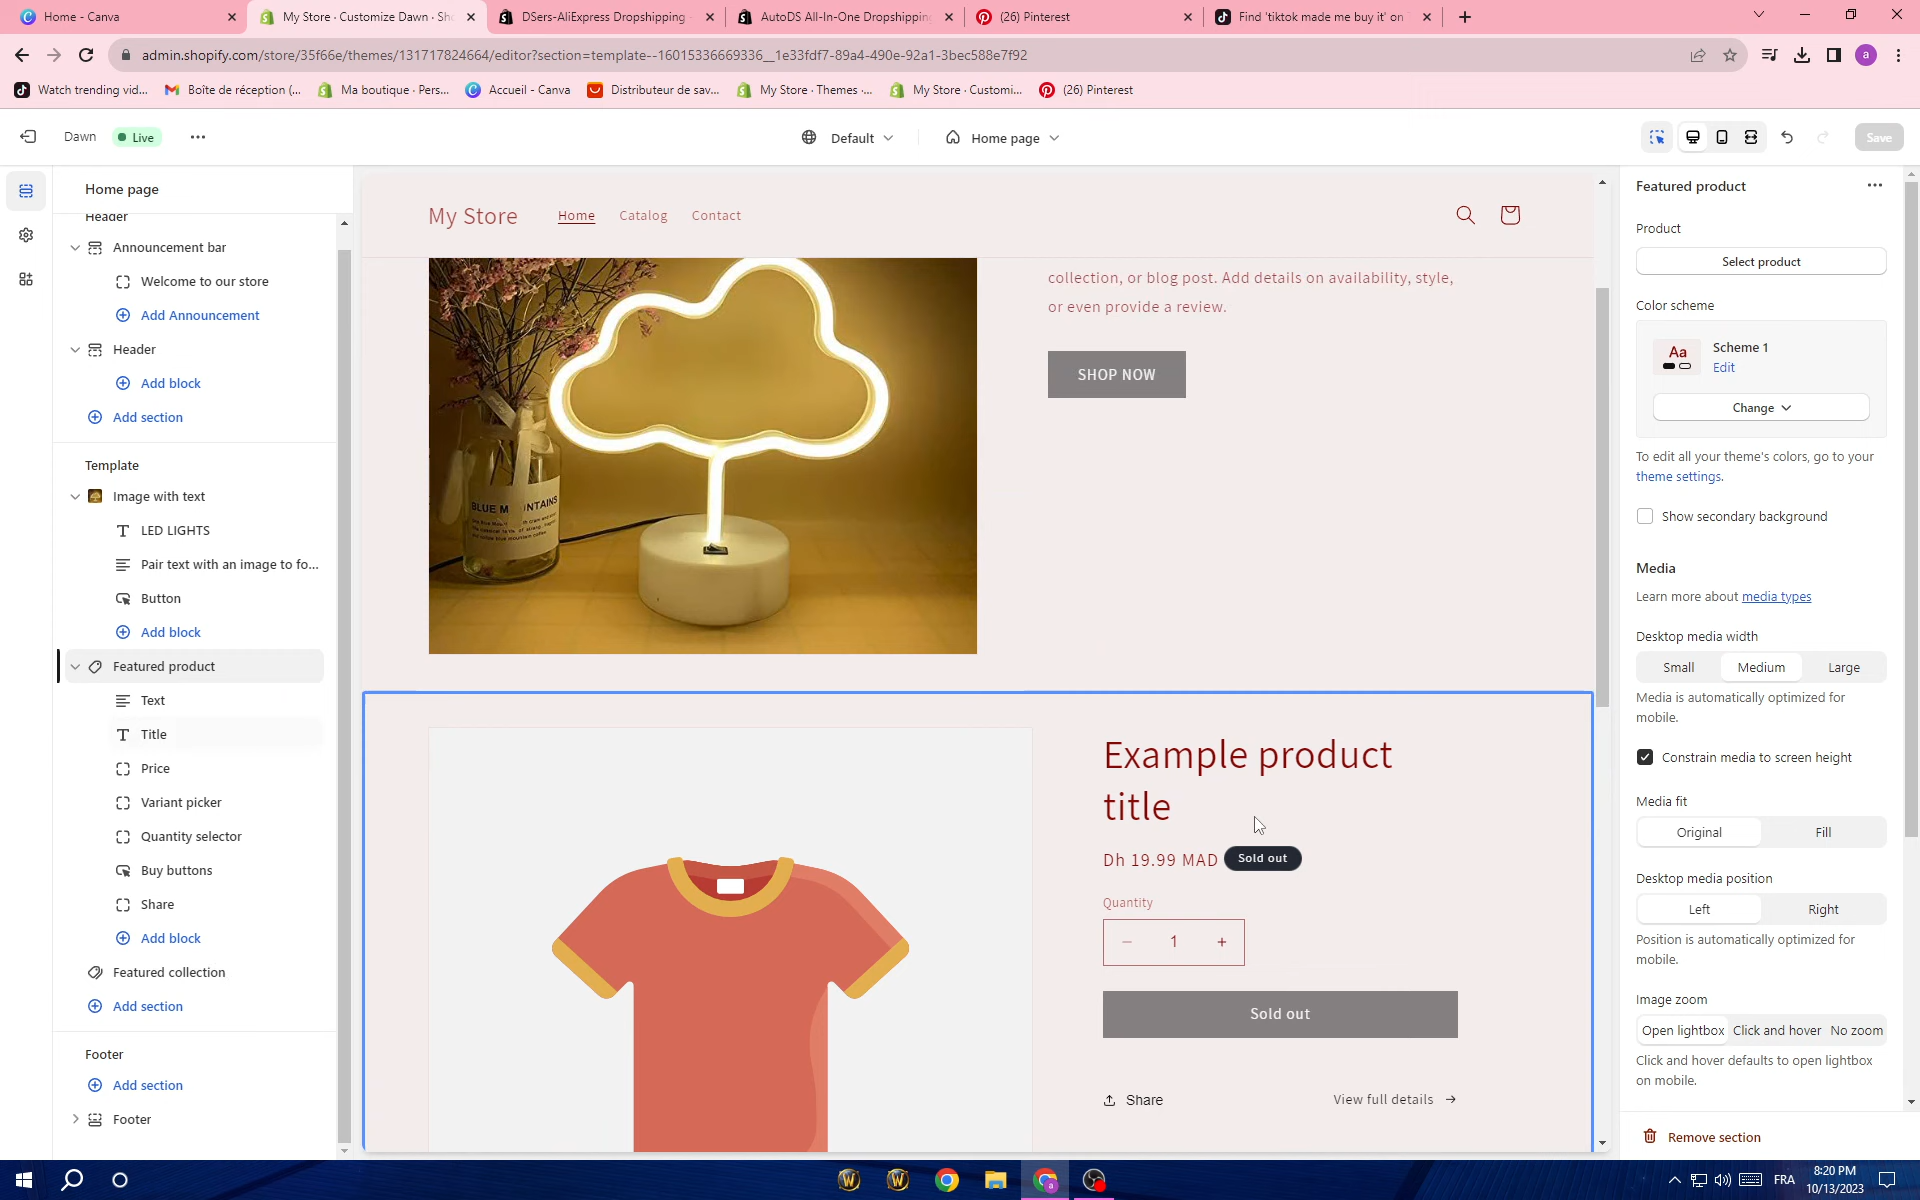 Home - Canva
My Store · Customize Dawn · Sh
DSers-AliExpress Dropshipping
AutoDS All-In-One Dropshipping
(26) Pinterest
Find 'tiktok made me buy it' on
admin.shopify.com/store/35f66e/themes/131717824664/editor?section=template--16015336669336__1e33fdf7-89a4-490e-92a1-3bec588e7f92
a
Watch trending vid...
Boîte de réception (...
Ma boutique · Pers...
Accueil - Canva
Distributeur de sav...
My Store · Themes ·...
My Store · Customi...
(26) Pinterest
Dawn
Live
Default
Home page
Save
Home page
Header
Announcement bar
Welcome to our store
Add Announcement
Header
Add block
Add section
Template
Image with text
LED LIGHTS
Pair text with an image to fo...
Button
Add block
Featured product
Text
Title
Price
Variant picker
Quantity selector
Buy buttons
Share
Add block
Featured collection
Add section
Footer
Add section
Footer
My Store
Home
Catalog
Contact
collection, or blog post. Add details on availability, style,
or even provide a review.
SHOP NOW
BLUE M NTAINS
Example product
title
Dh 19.99 MAD
Sold out
Quantity
1
Sold out
Share
View full details
Featured product
Product
Select product
Color scheme
Aa
Scheme 1
Edit
Change
To edit all your theme's colors, go to your
theme settings.
Show secondary background
Media
Learn more about media types
Desktop media width
Small
Medium
Large
Media is automatically optimized for
mobile.
Constrain media to screen height
Media fit
Original
Fill
Desktop media position
Left
Right
Position is automatically optimized for
mobile.
Image zoom
Open lightbox
Click and hover
No zoom
Click and hover defaults to open lightbox
on mobile.
Remove section
FRA
8:20 PM
10/13/2023